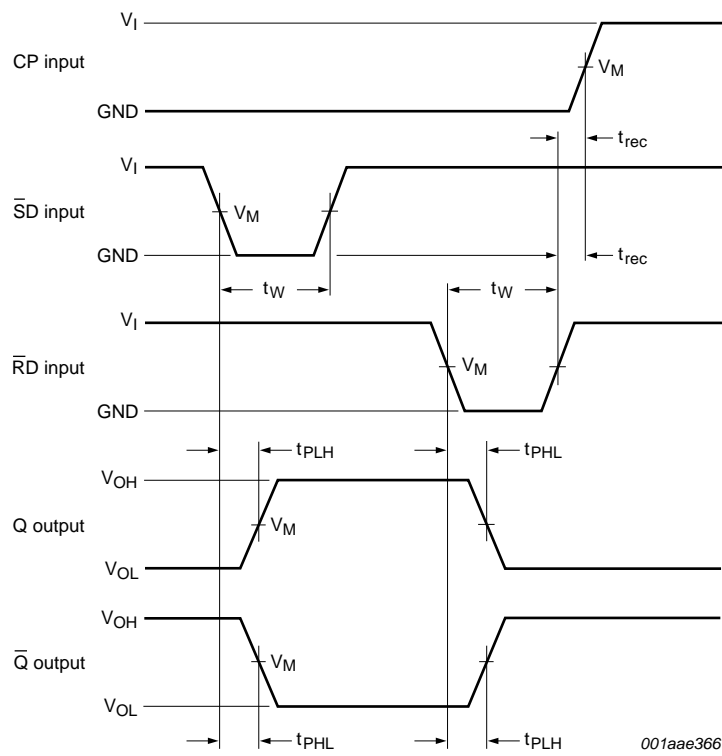 V_I
CP input
V_M
GND
t_rec
V_I
S̅D input
V_M
GND
t_rec
t_W
t_W
V_I
R̅D input
V_M
GND
t_PLH
t_PHL
V_OH
Q output
V_M
V_OL
V_OH
Q̅ output
V_M
V_OL
t_PHL
t_PLH
001aae366